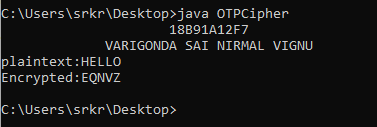 C:\Users\srkr\Desktop>java OTPCipher
18B91A12F7
VARIGONDA SAI NIRMAL VIGNU
plaintext:HELLO
Encrypted:EQNVZ
C:\Users\srkr\Desktop>